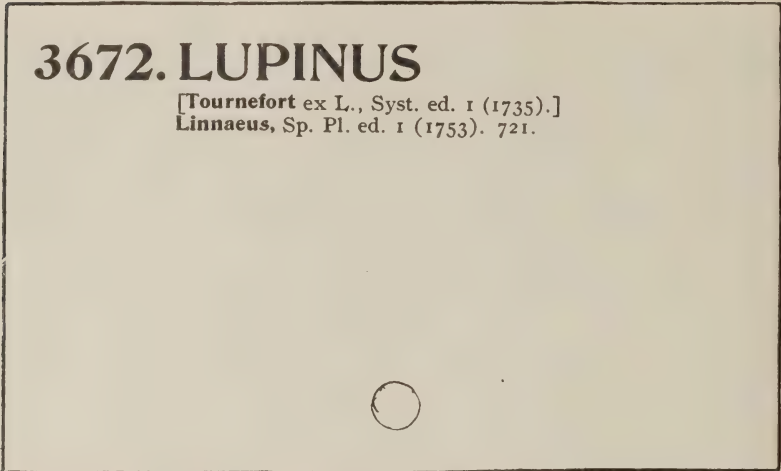 3672. LUPINUS
[Tournefort ex L., Syst. ed. 1 (1735).]
Linnaeus, Sp. Pl. ed. 1 (1753). 721.